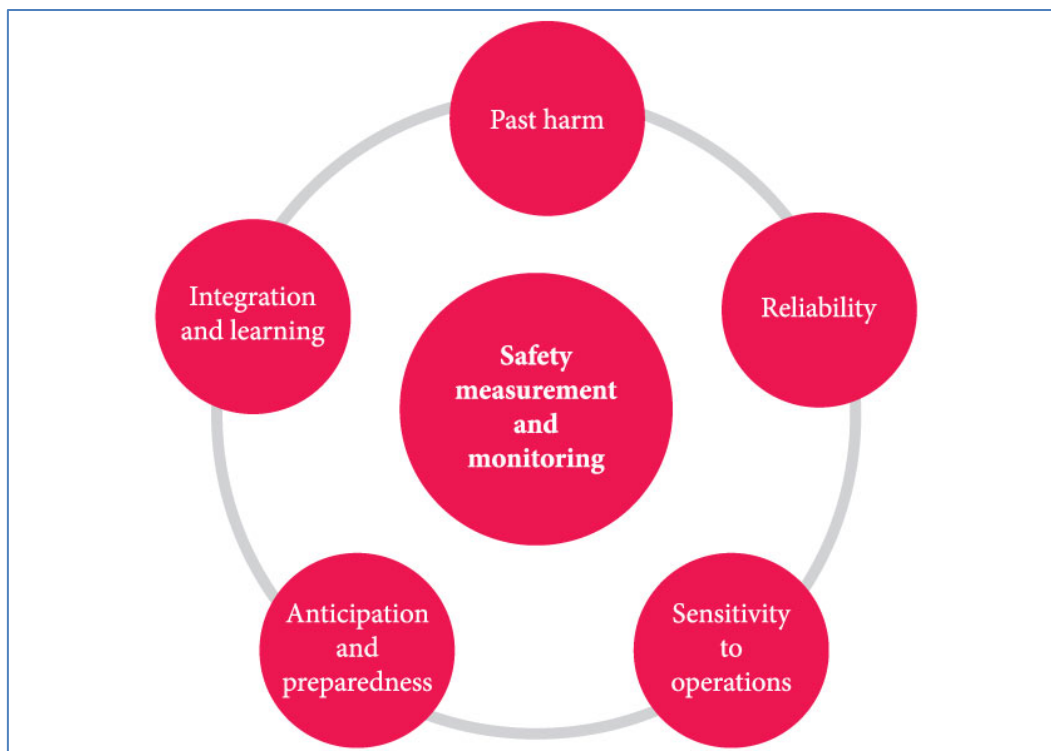 Past harm
Reliability
Sensitivity
to
operations
Anticipation
and
preparedness
Integration
and learning
Safety
measurement
and
monitoring